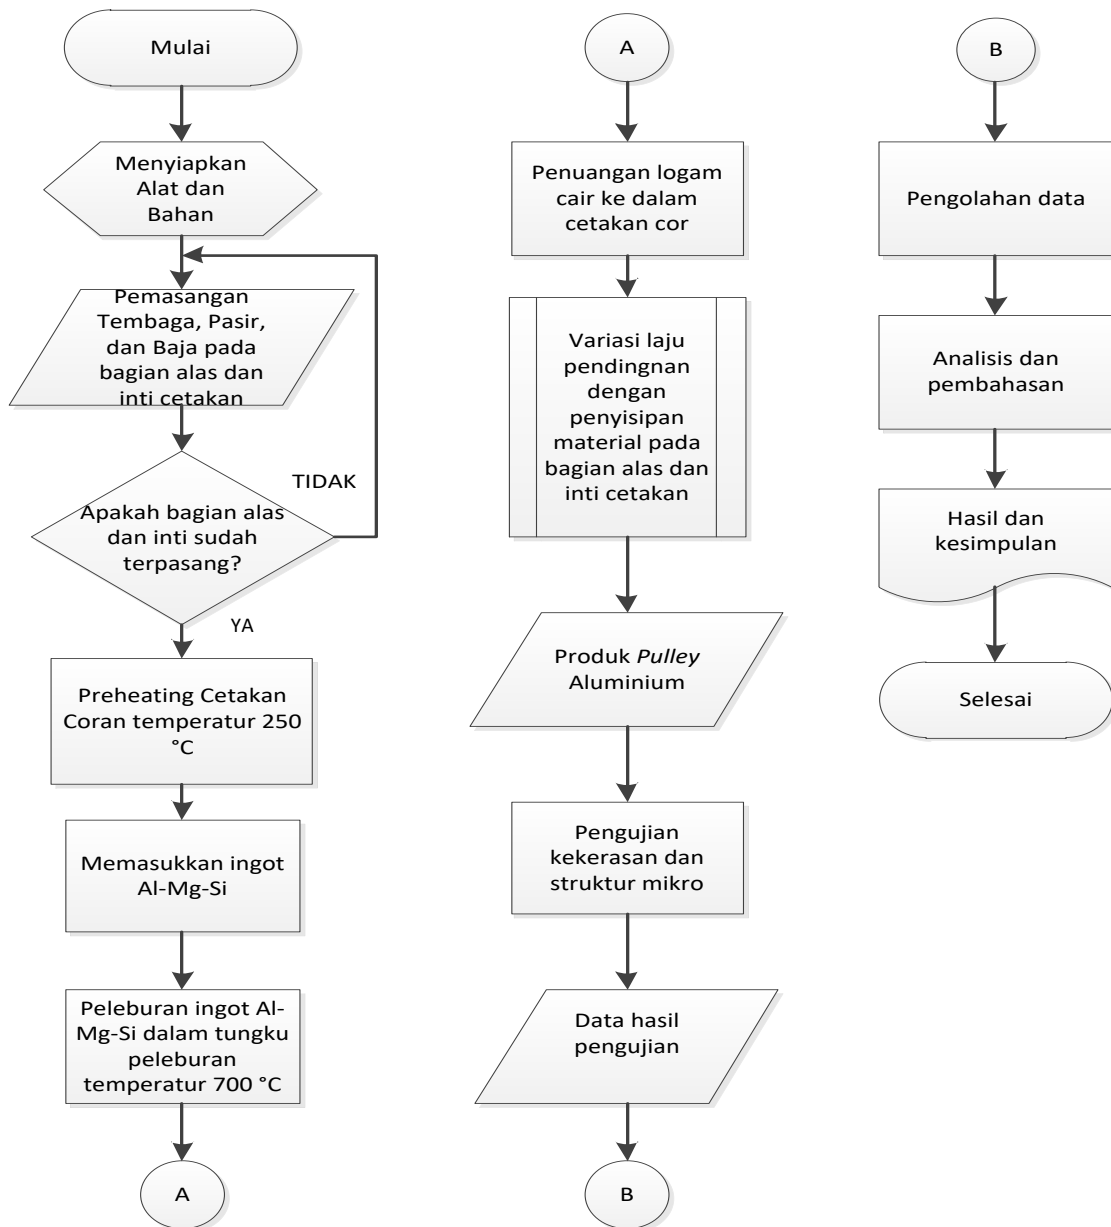 Mulai
Menyiapkan
Alat dan
Bahan
Pemasangan
Tembaga, Pasir,
dan Baja pada
bagian alas dan
inti cetakan
TIDAK
Apakah bagian alas
dan inti sudah
terpasang?
YA
Preheating Cetakan
Coran temperatur 250
°C
Memasukkan ingot
Al-Mg-Si
Peleburan ingot Al-
Mg-Si dalam tungku
peleburan
temperatur 700 °C
A
A
Penuangan logam
cair ke dalam
cetakan cor
Variasi laju
pendingnan
dengan
penyisipan
material pada
bagian alas dan
inti cetakan
Produk Pulley
Aluminium
Pengujian
kekerasan dan
struktur mikro
Data hasil
pengujian
B
B
Pengolahan data
Analisis dan
pembahasan
Hasil dan
kesimpulan
Selesai